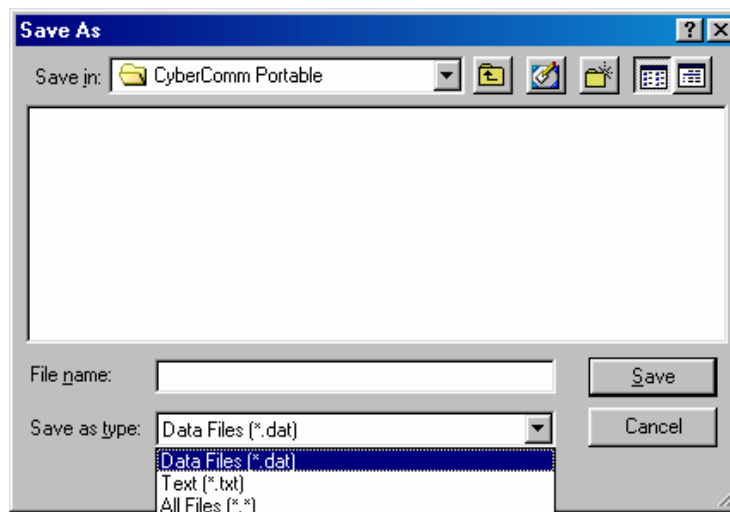 Save As
Save in: CyberComm Portable
File name:
Save
Save as type: Data Files (*.dat)
Cancel
Data Files (*.dat)
Text (*.txt)
All Files (*.*)